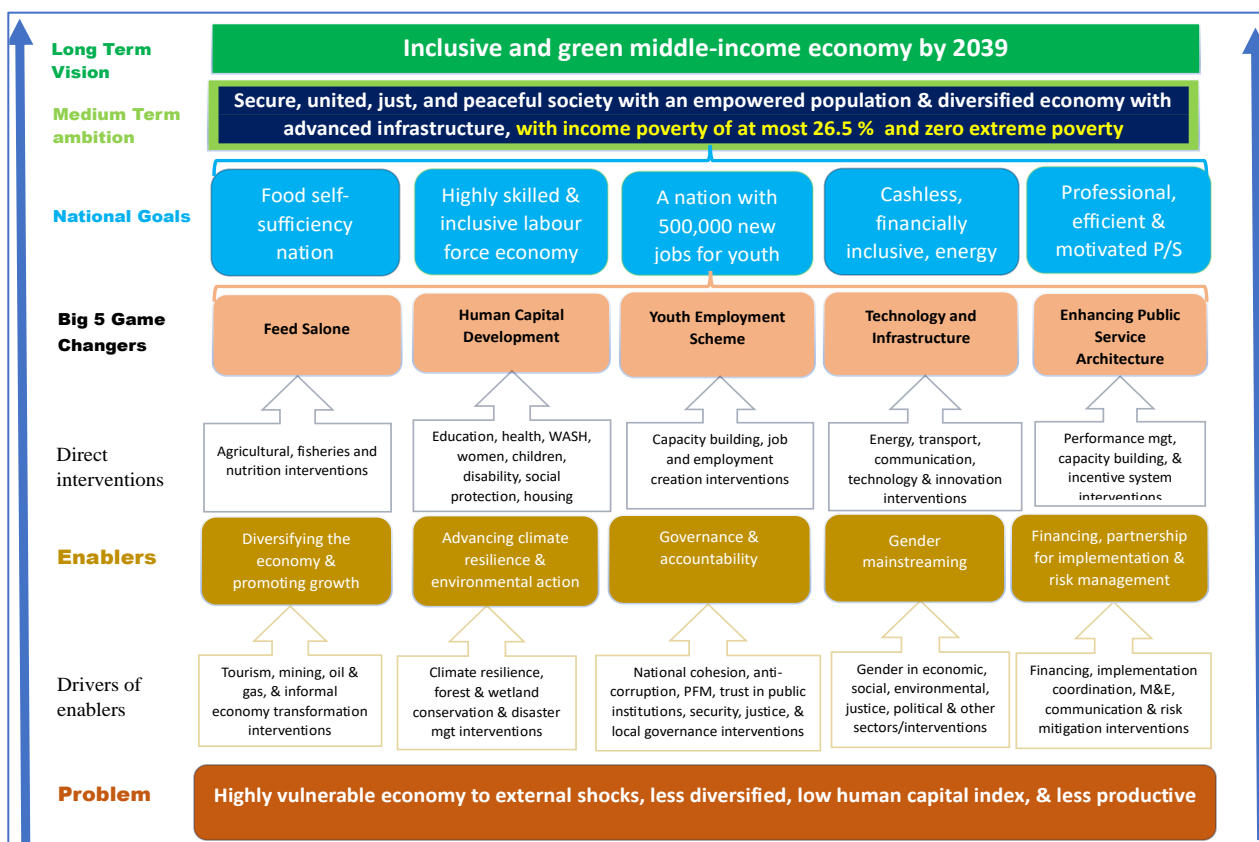 Long Term
Vision
Inclusive and green middle-income economy by 2039
Medium Term
ambition
Secure, united, just, and peaceful society with an empowered population & diversified economy with
advanced infrastructure, with income poverty of at most 26.5 % and zero extreme poverty
National Goals
Food self-
sufficiency
nation
Highly skilled &
inclusive labour
force economy
A nation with
500,000 new
jobs for youth
Cashless,
financially
inclusive, energy
Professional,
efficient &
motivated P/S
Big 5 Game
Changers
Feed Salone
Human Capital
Development
Youth Employment
Scheme
Technology and
Infrastructure
Enhancing Public
Service
Architecture
Direct
interventions
Agricultural, fisheries and
nutrition interventions
Education, health, WASH,
women, children,
disability, social
protection, housing
Capacity building, job
and employment
creation interventions
Energy, transport,
communication,
technology & innovation
interventions
Performance mgt,
capacity building, &
incentive system
interventions
Enablers
Diversifying the
economy &
promoting growth
Advancing climate
resilience &
environmental action
Governance &
accountability
Gender
mainstreaming
Financing, partnership
for implementation &
risk management
Drivers of
enablers
Tourism, mining, oil &
gas, & informal
economy transformation
interventions
Climate resilience,
forest & wetland
conservation & disaster
mgt interventions
National cohesion, anti-
corruption, PFM, trust in public
institutions, security, justice, &
local governance interventions
Gender in economic,
social, environmental,
justice, political & other
sectors/interventions
Financing, implementation
coordination, M&E,
communication & risk
mitigation interventions
Problem
Highly vulnerable economy to external shocks, less diversified, low human capital index, & less productive